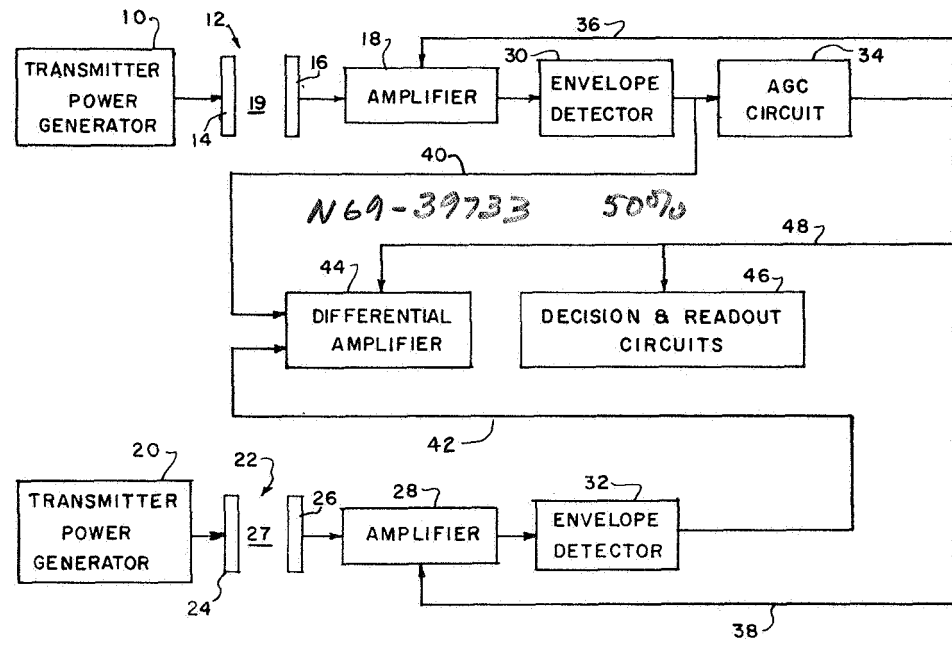 10
12
18
36
30
34
TRANSMITTER
POWER
GENERATOR
14
19
16
AMPLIFIER
ENVELOPE
DETECTOR
AGC
CIRCUIT
40
N69-39733 50%
48
44
46
DIFFERENTIAL
AMPLIFIER
DECISION & READOUT
CIRCUITS
42
20
22
26
28
32
TRANSMITTER
POWER
GENERATOR
24
27
AMPLIFIER
ENVELOPE
DETECTOR
38